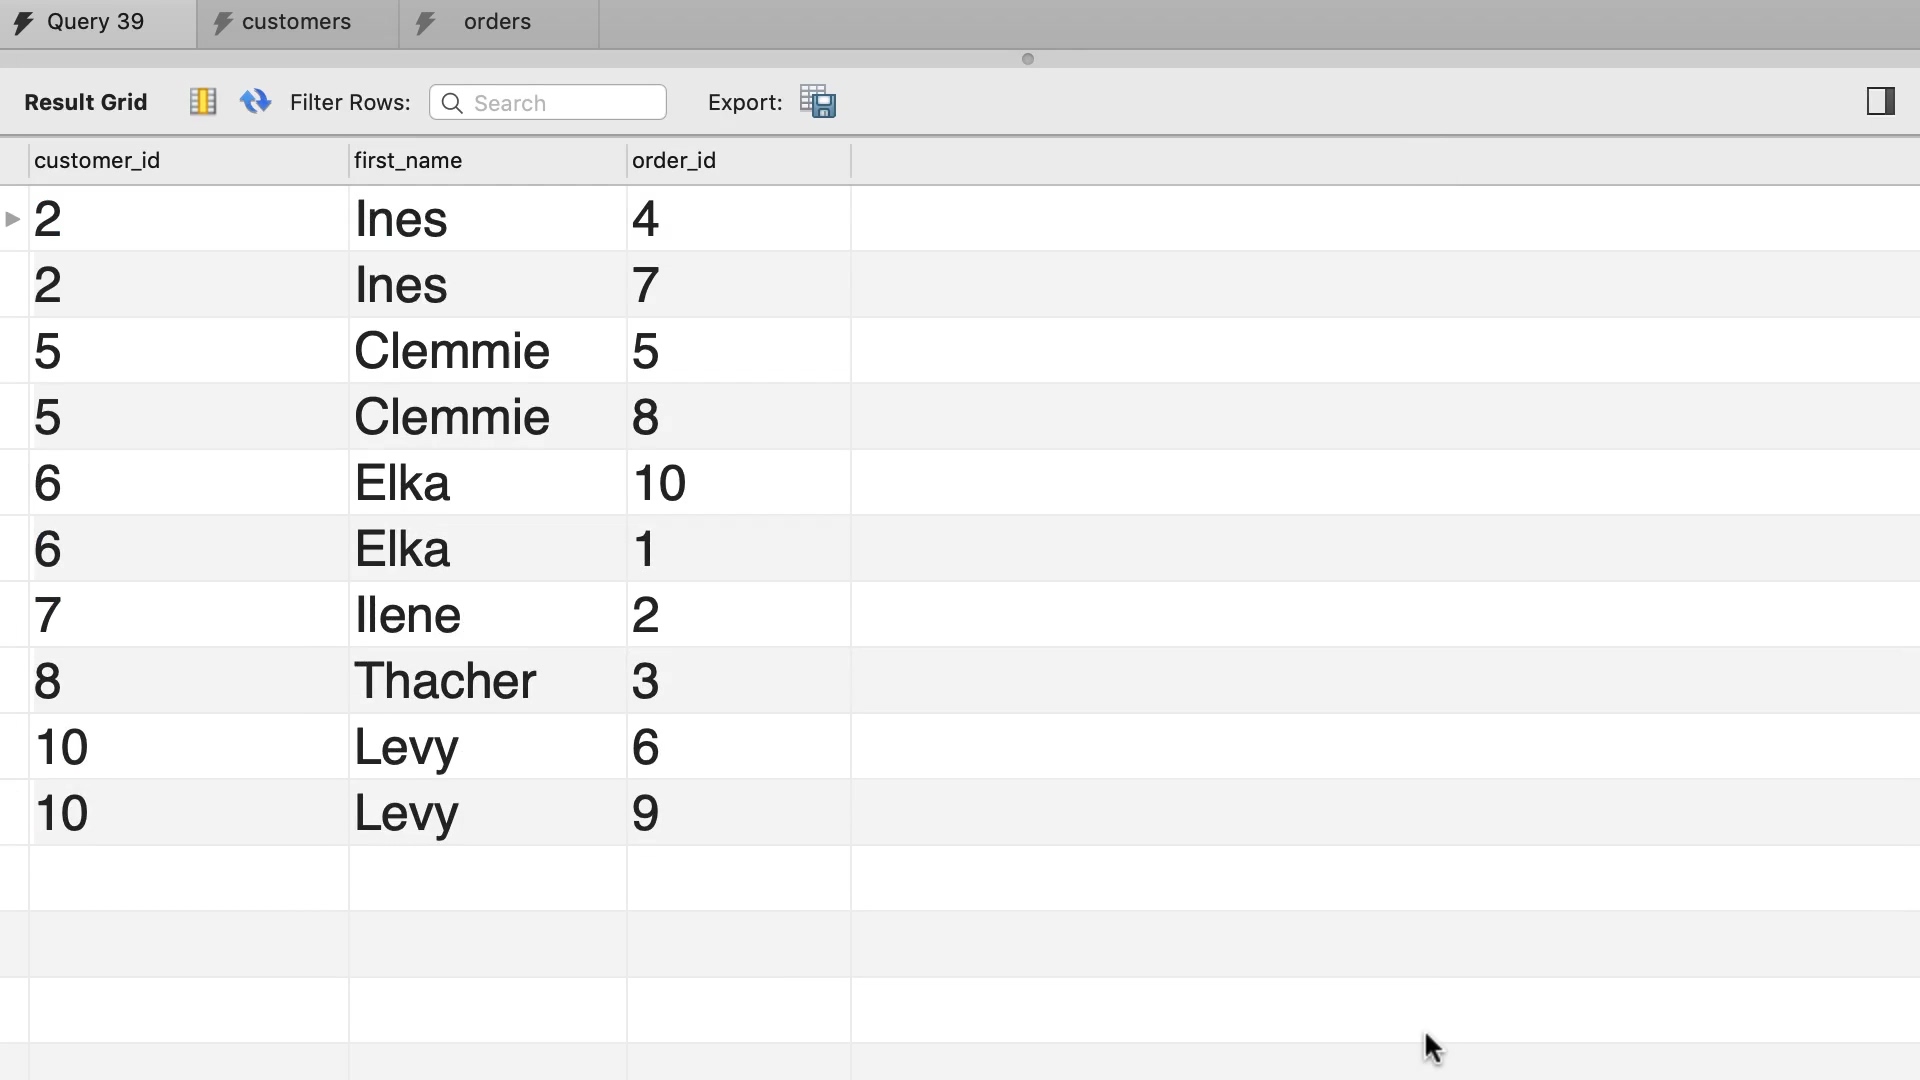 Query 39 customers orders
Result Grid Filter Rows: Search Export:
customer_id first_name order_id
2 Ines 4
2 Ines 7
5 Clemmie 5
5 Clemmie 8
6 Elka 10
6 Elka 1
7 Ilene 2
8 Thacher 3
10 Levy 6
10 Levy 9